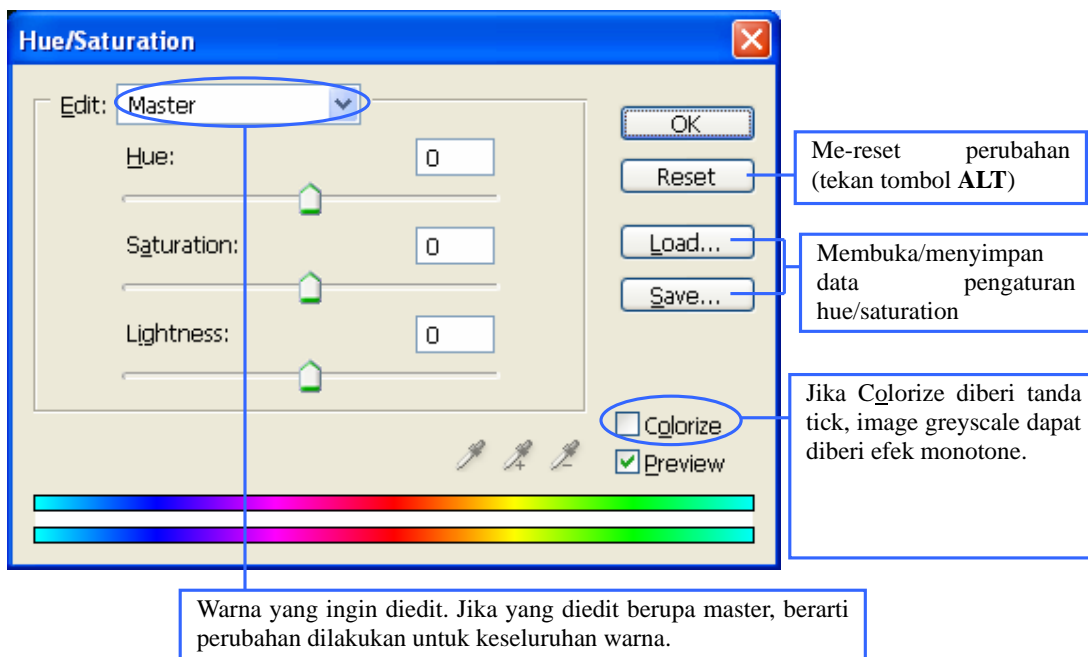 Hue/Saturation
Edit: Master
Hue: 0
Saturation: 0
Lightness: 0
OK
Reset
Load...
Save...
Colorize
Preview
Me-reset perubahan
(tekan tombol ALT)
Membuka/menyimpan
data pengaturan
hue/saturation
Jika Colorize diberi tanda
tick, image greyscale dapat
diberi efek monotone.
Warna yang ingin diedit. Jika yang diedit berupa master, berarti
perubahan dilakukan untuk keseluruhan warna.